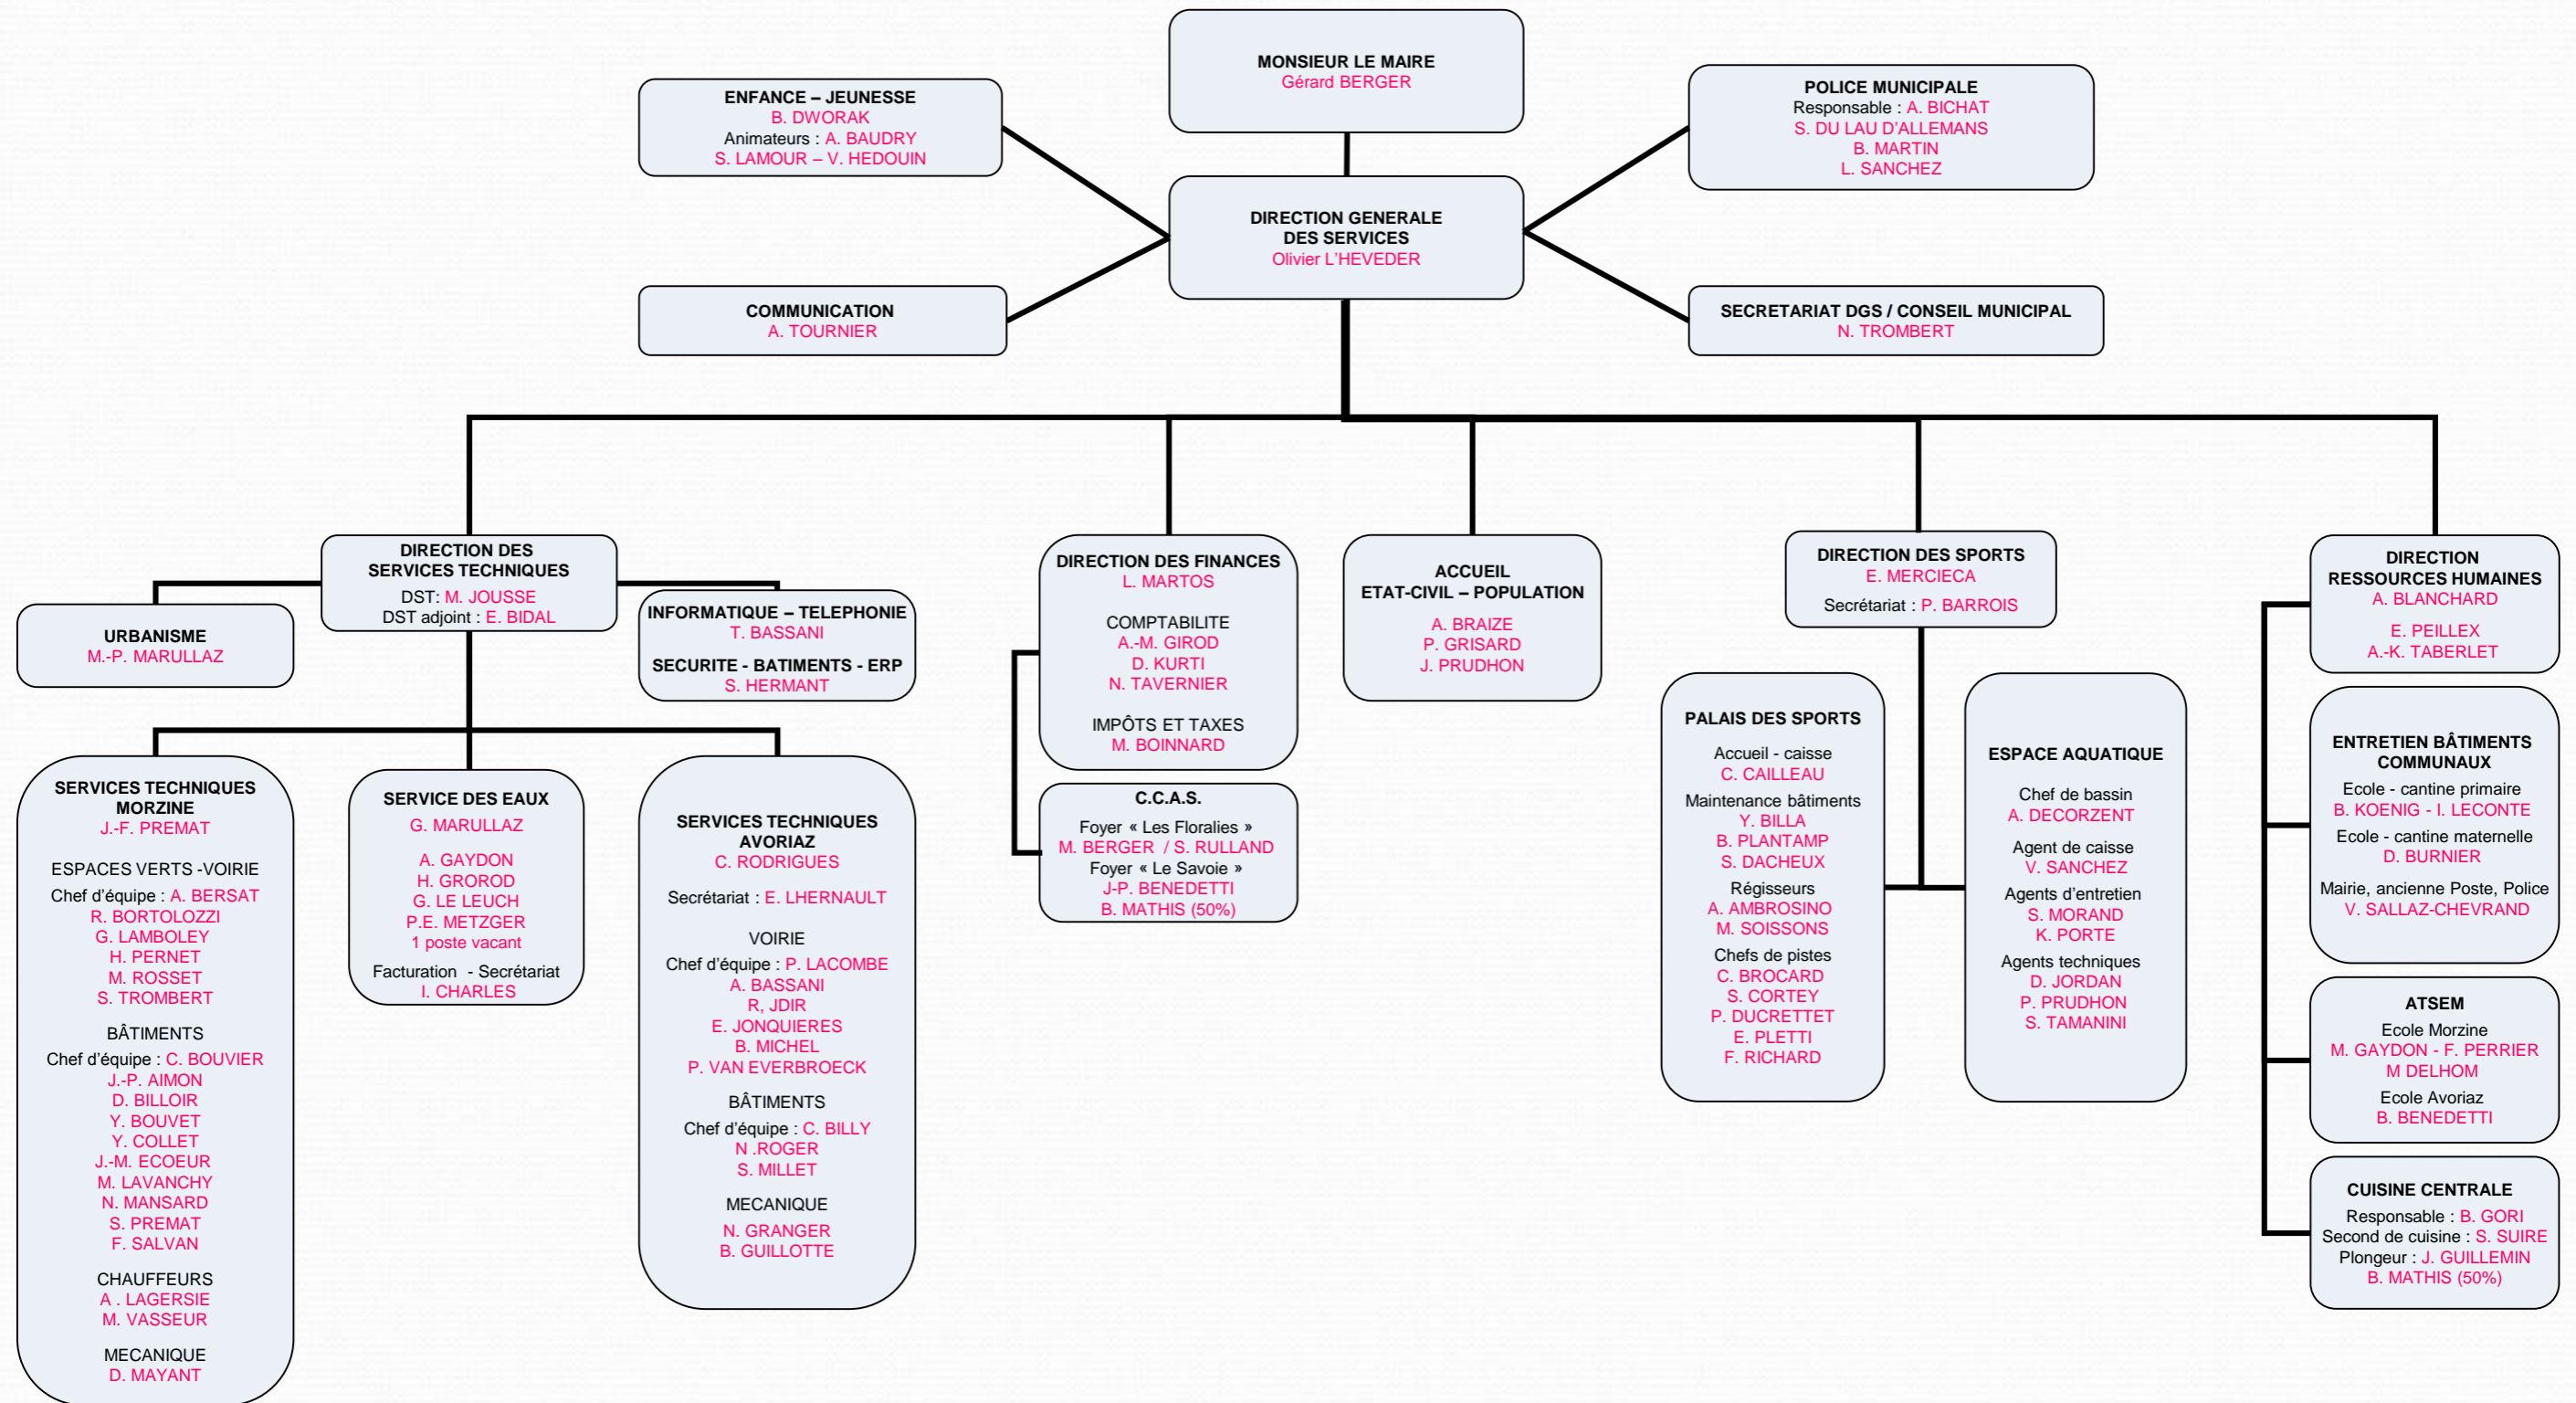 MONSIEUR LE MAIRE
Gérard BERGER
ENFANCE – JEUNESSE
B. DWORAK
Animateurs : A. BAUDRY
S. LAMOUR – V. HEDOUIN
POLICE MUNICIPALE
Responsable : A. BICHAT
S. DU LAU D’ALLEMANS
B. MARTIN
L. SANCHEZ
DIRECTION GENERALE
DES SERVICES
Olivier L’HEVEDER
COMMUNICATION
A. TOURNIER
SECRETARIAT DGS / CONSEIL MUNICIPAL
N. TROMBERT
DIRECTION DES
SERVICES TECHNIQUES
DST: M. JOUSSE
DST adjoint : E. BIDAL
URBANISME
M.-P. MARULLAZ
INFORMATIQUE – TELEPHONIE
T. BASSANI
SECURITE - BATIMENTS - ERP
S. HERMANT
SERVICES TECHNIQUES
MORZINE
J.-F. PREMAT
ESPACES VERTS -VOIRIE
Chef d’équipe : A. BERSAT
R. BORTOLOZZI
G. LAMBOLEY
H. PERNET
M. ROSSET
S. TROMBERT
BÂTIMENTS
Chef d’équipe : C. BOUVIER
J.-P. AIMON
D. BILLOIR
Y. BOUVET
Y. COLLET
J.-M. ECOEUR
M. LAVANCHY
N. MANSARD
S. PREMAT
F. SALVAN
CHAUFFEURS
A . LAGERSIE
M. VASSEUR
MECANIQUE
D. MAYANT
SERVICE DES EAUX
G. MARULLAZ
A. GAYDON
H. GROROD
G. LE LEUCH
P.E. METZGER
1 poste vacant
Facturation - Secrétariat
I. CHARLES
SERVICES TECHNIQUES
AVORIAZ
C. RODRIGUES
Secrétariat : E. LHERNAULT
VOIRIE
Chef d’équipe : P. LACOMBE
A. BASSANI
R, JDIR
E. JONQUIERES
B. MICHEL
P. VAN EVERBROECK
BÂTIMENTS
Chef d’équipe : C. BILLY
N .ROGER
S. MILLET
MECANIQUE
N. GRANGER
B. GUILLOTTE
DIRECTION DES FINANCES
L. MARTOS
COMPTABILITE
A.-M. GIROD
D. KURTI
N. TAVERNIER
IMPÔTS ET TAXES
M. BOINNARD
C.C.A.S.
Foyer « Les Floralies »
M. BERGER / S. RULLAND
Foyer « Le Savoie »
J-P. BENEDETTI
B. MATHIS (50%)
ACCUEIL
ETAT-CIVIL – POPULATION
A. BRAIZE
P. GRISARD
J. PRUDHON
DIRECTION DES SPORTS
E. MERCIECA
Secrétariat : P. BARROIS
PALAIS DES SPORTS
Accueil - caisse
C. CAILLEAU
Maintenance bâtiments
Y. BILLA
B. PLANTAMP
S. DACHEUX
Régisseurs
A. AMBROSINO
M. SOISSONS
Chefs de pistes
C. BROCARD
S. CORTEY
P. DUCRETTET
E. PLETTI
F. RICHARD
ESPACE AQUATIQUE
Chef de bassin
A. DECORZENT
Agent de caisse
V. SANCHEZ
Agents d’entretien
S. MORAND
K. PORTE
Agents techniques
D. JORDAN
P. PRUDHON
S. TAMANINI
DIRECTION
RESSOURCES HUMAINES
A. BLANCHARD
E. PEILLEX
A.-K. TABERLET
ENTRETIEN BÂTIMENTS
COMMUNAUX
Ecole - cantine primaire
B. KOENIG - I. LECONTE
Ecole - cantine maternelle
D. BURNIER
Mairie, ancienne Poste, Police
V. SALLAZ-CHEVRAND
ATSEM
Ecole Morzine
M. GAYDON - F. PERRIER
M DELHOM
Ecole Avoriaz
B. BENEDETTI
CUISINE CENTRALE
Responsable : B. GORI
Second de cuisine : S. SUIRE
Plongeur : J. GUILLEMIN
B. MATHIS (50%)